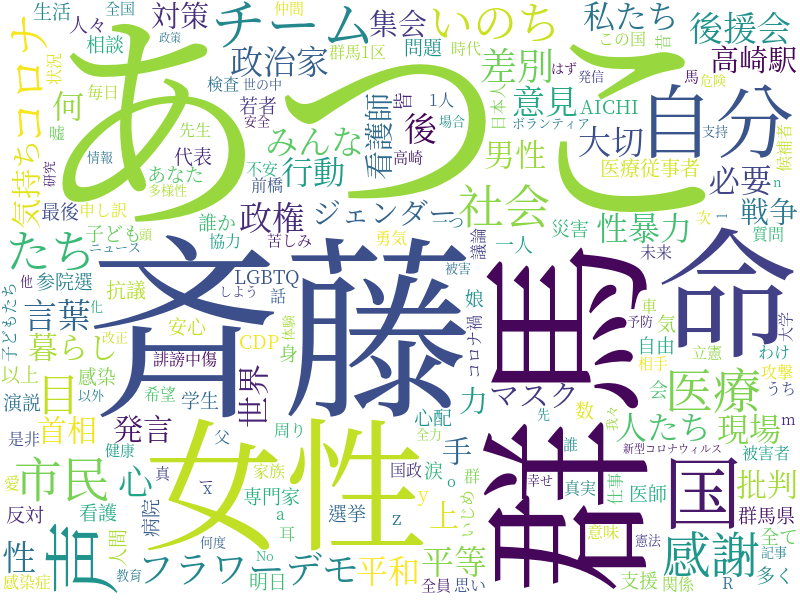 生活
全国
人々
相談
状況
毎日
コロナ
気持ち
何
対策
仲間
政策
チーム
集会
いのち
私たち
この国
昔
後援会
高崎駅
政治家
群馬1区
問題
時代
差別
はず
発信
馬
危険
検査
世の中
若者
安全
皆
1人
日本人
意見
AICHI
ボランティア
場合
支持
候補者
あつこ
自分
みんな
看護師
後
大切
先生
嘘
代表
情報
研究
あなた
多様性
不安
行動
高崎
前橋
男性
医療従事者
必要
n
最後
申し訳
誰か
政権
ジェンダー
つ
社会
災害
性暴力
次
1
戦争
質問
たち
子ども
頭
ニュース
協力
苦しみ
勇気
議論
一人
未来
子どもたち
他
参院選
化
抗議
LGBTQ
しよう
話
被害
娘
斉藤
群馬
命
言葉
安心
CDP
体験
身
コロナ禍
車
予防
気
自由
大学
暮らし
改正
誹謗中傷
マスク
相手
立憲
わけ
攻撃
以上
感染
希望
学生
世界
力
医療
会
うち
演説
目
以外
心配
数
人たち
現場
我々
m
首相
発言
父
周り
手
先
誰
新型コロナウィルス
被害者
是非
健康
全力
女性
市民
心
愛
真
x
家族
国政
涙
群
o
幸せ
真実
仕事
医師
国
批判
専門家
y
いじめ
憲法
群馬県
反対
看護
病院
a
耳
選挙
z
上
意味
全て
記事
声
性
人間
何度
No
感謝
感染症
教育
フラワーデモ
明日
平和
平等
全員
思い
支援
関係
R
多く